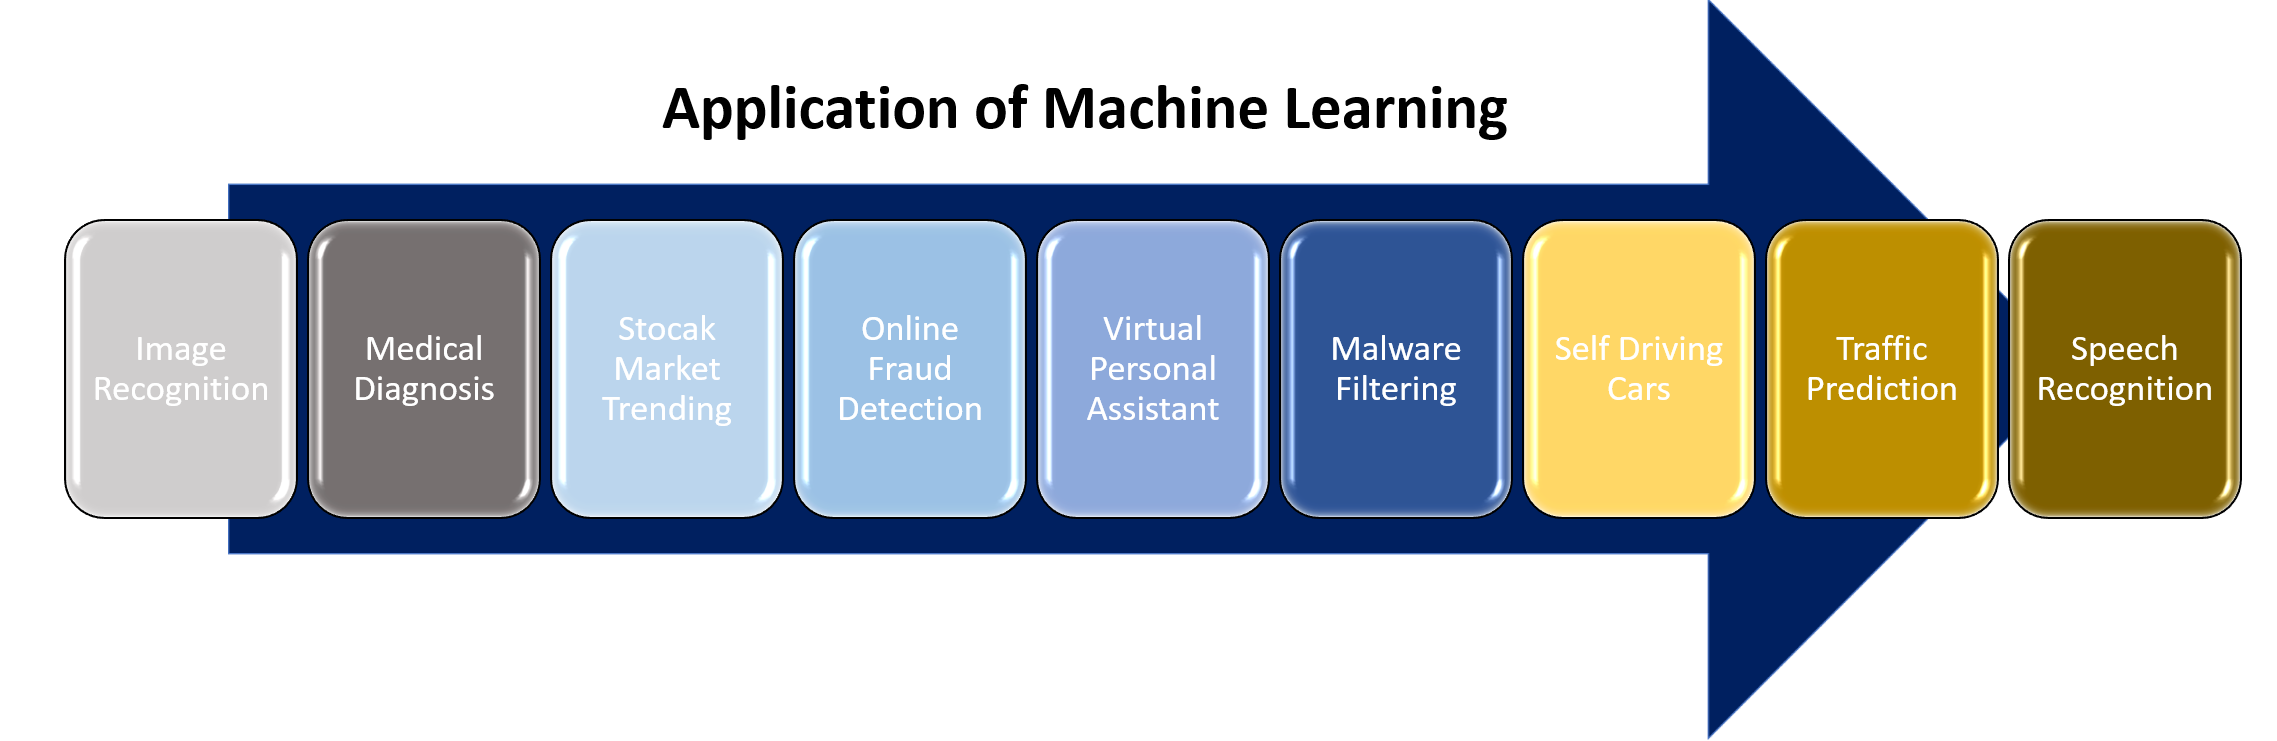 Application of Machine Learning
Image
Recognition
Medical
Diagnosis
Stocak
Market
Trending
Online
Fraud
Detection
Virtual
Personal
Assistant
Malware
Filtering
Self Driving
Cars
Traffic
Prediction
Speech
Recognition